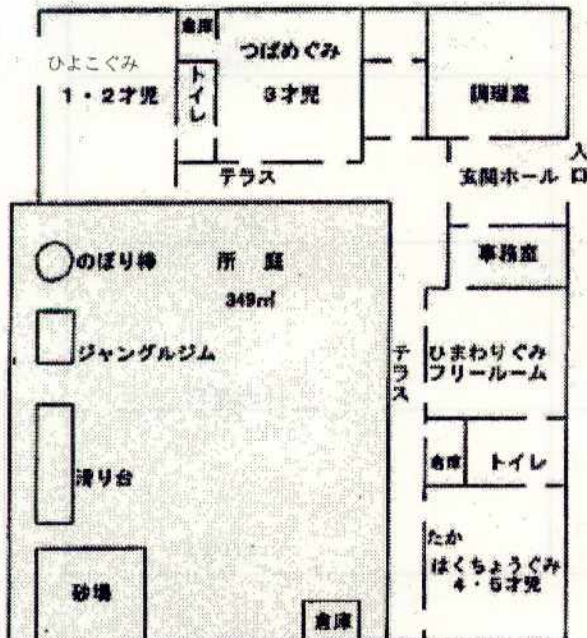 ひよこぐみ
1・2才児
倉庫
トイレ
つばめぐみ
3才児
調理室
テラス
玄関ホール
入口
のぼり棒
所庭
349㎡
事務室
ジャングルジム
テラス
ひまわりぐみ
フリールーム
滑り台
倉庫
トイレ
たか
はくちょうぐみ
4・5才児
砂場
倉庫